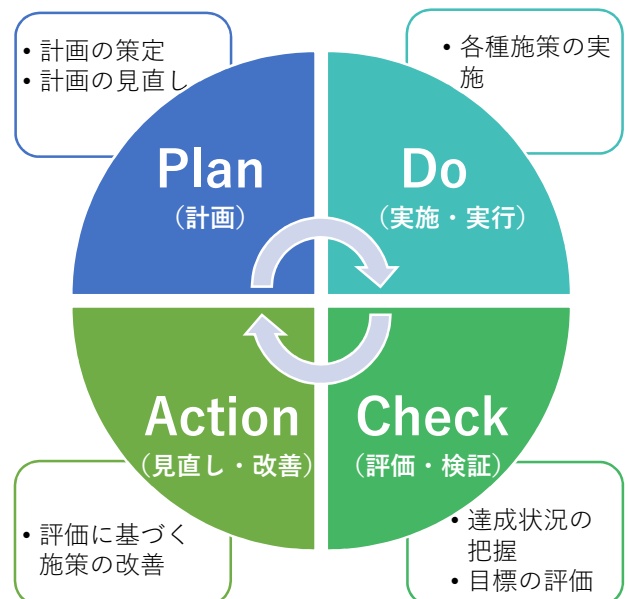 • 計画の策定
• 計画の見直し
• 各種施策の実
施
Plan
（計画）
Do
（実施・実行）
Action
（見直し・改善）
Check
（評価・検証）
• 評価に基づく
施策の改善
• 達成状況の
把握
• 目標の評価